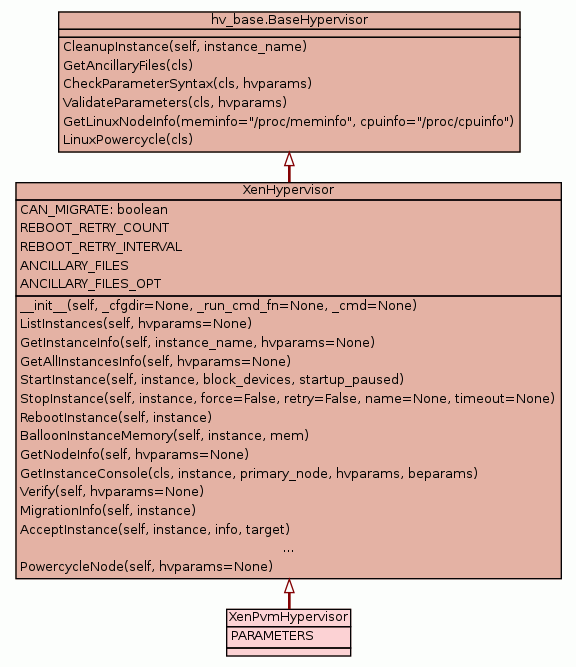 hv_base.BaseHypervisor
CleanupInstance(self, instance_name)
GetAncillaryFiles(cls)
CheckParameterSyntax(cls, hvparams)
ValidateParameters(cls, hvparams)
GetLinuxNodeInfo(meminfo="/proc/meminfo", cpuinfo="/proc/cpuinfo")
LinuxPowercycle(cls)
XenHypervisor
CAN_MIGRATE: boolean
REBOOT_RETRY_COUNT
REBOOT_RETRY_INTERVAL
ANCILLARY_FILES
ANCILLARY_FILES_OPT
__init__(self, _cfgdir=None, _run_cmd_fn=None, _cmd=None)
ListInstances(self, hvparams=None)
GetInstanceInfo(self, instance_name, hvparams=None)
GetAllInstancesInfo(self, hvparams=None)
StartInstance(self, instance, block_devices, startup_paused)
StopInstance(self, instance, force=False, retry=False, name=None, timeout=None)
RebootInstance(self, instance)
BalloonInstanceMemory(self, instance, mem)
GetNodeInfo(self, hvparams=None)
GetInstanceConsole(cls, instance, primary_node, hvparams, beparams)
Verify(self, hvparams=None)
MigrationInfo(self, instance)
AcceptInstance(self, instance, info, target)
...
PowercycleNode(self, hvparams=None)
XenPvmHypervisor
PARAMETERS